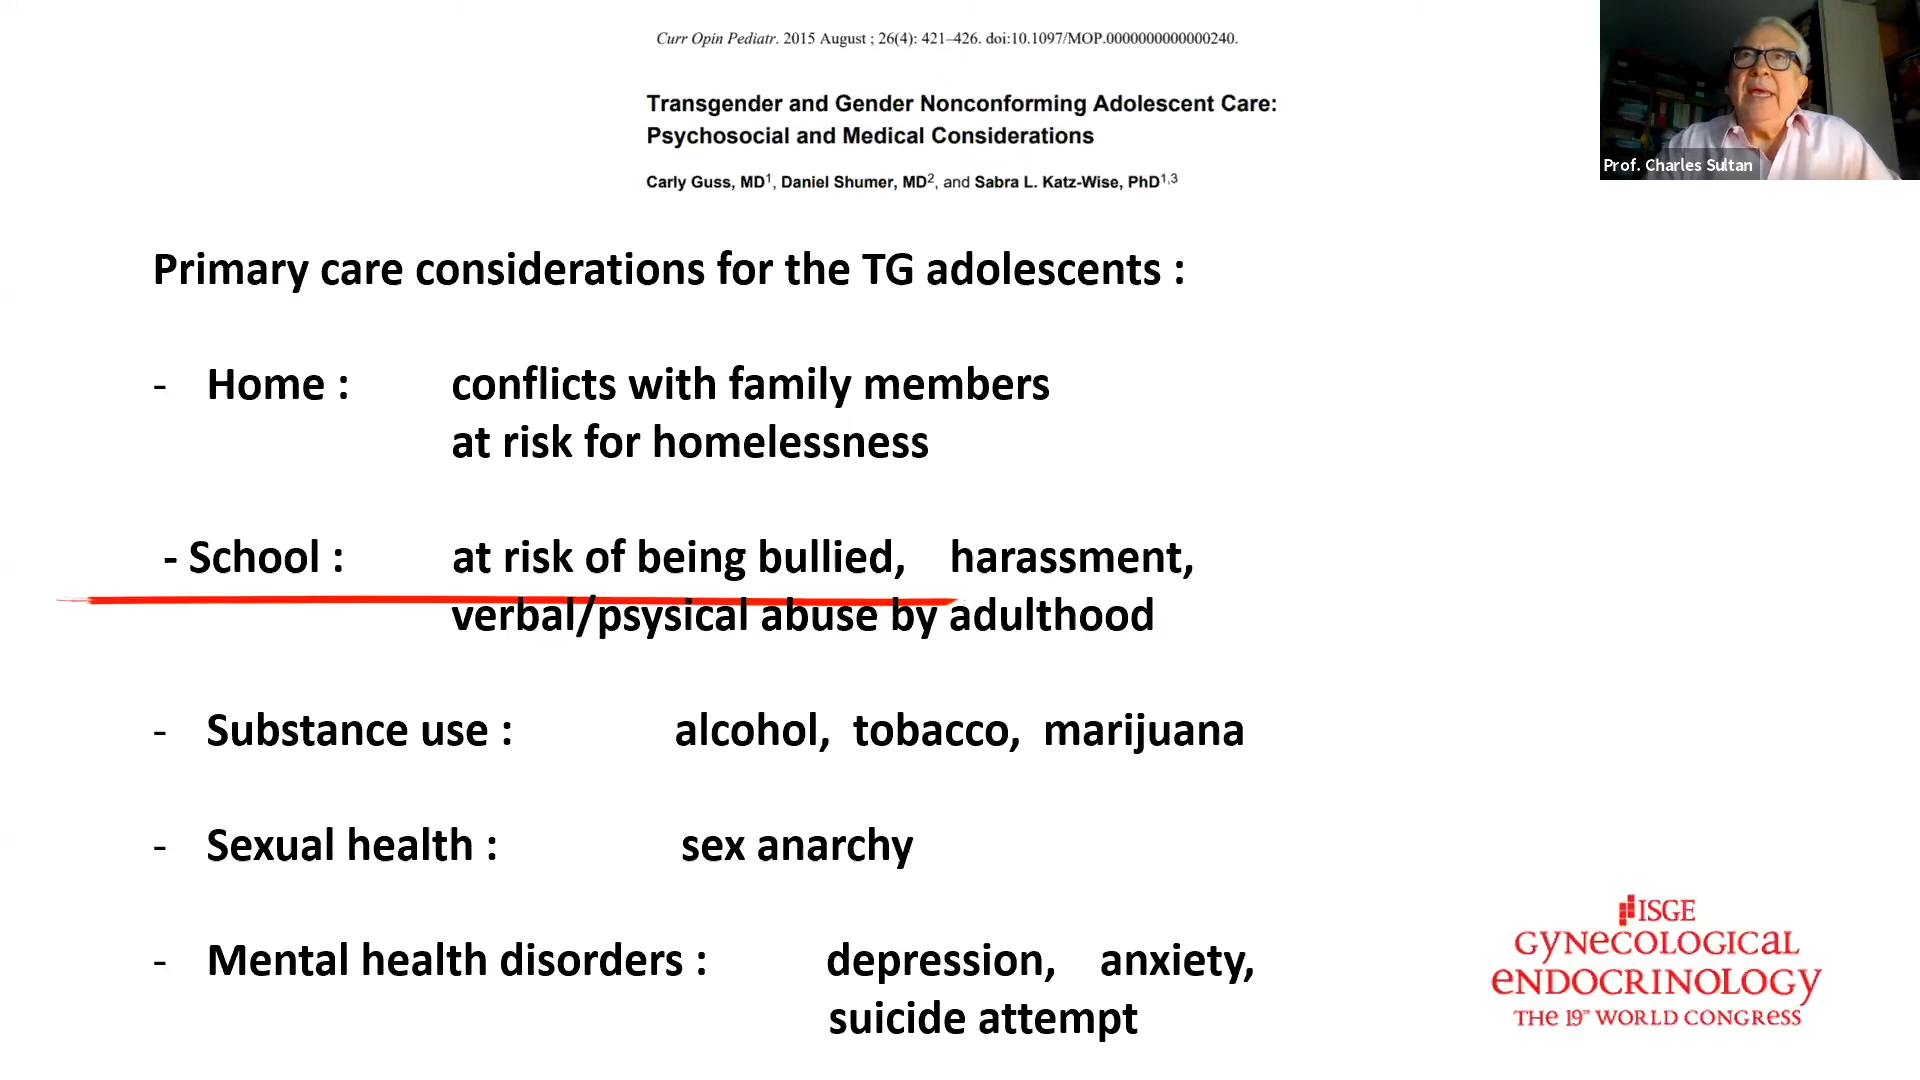 Curr Opin Pediatr. 2015 August ; 26(4): 421–426. doi:10.1097/MOP.0000000000000240.
Transgender and Gender Nonconforming Adolescent Care:
Psychosocial and Medical Considerations
Carly Guss, MD1, Daniel Shumer, MD2, and Sabra L. Katz-Wise, PhD1,3
Prof. Charles Sultan
Primary care considerations for the TG adolescents :
- Home : conflicts with family members
at risk for homelessness
- School : at risk of being bullied, harassment,
verbal/psysical abuse by adulthood
- Substance use : alcohol, tobacco, marijuana
- Sexual health : sex anarchy
- Mental health disorders : depression, anxiety,
suicide attempt
ISGE
GYNECOLOGICAL
ENDOCRINOLOGY
THE 19TH WORLD CONGRESS